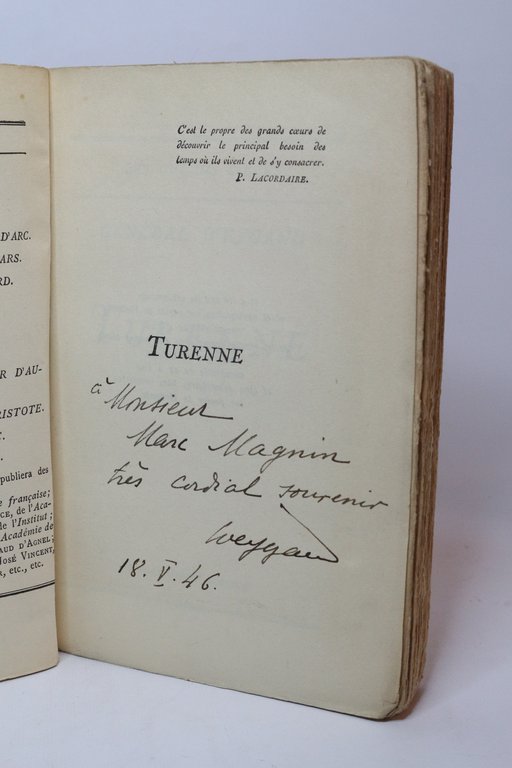 D'ARC.
ARS.
RD.
R D'AU-
RISTOTE.
publiera des
e française;
CE, de l'Aca-
de l'Institut;
Académie de
AUD D'AGNEL;
JOSÉ VINCENT,
R, etc., etc.
C'est le propre des grands cœurs de
découvrir le principal besoin des
temps où ils vivent et de s'y consacrer.
P. LACORDAIRE.
TURENNE
à Monsieur
Marc Magnin
très cordial souvenir
Weygand
18. V. 46.